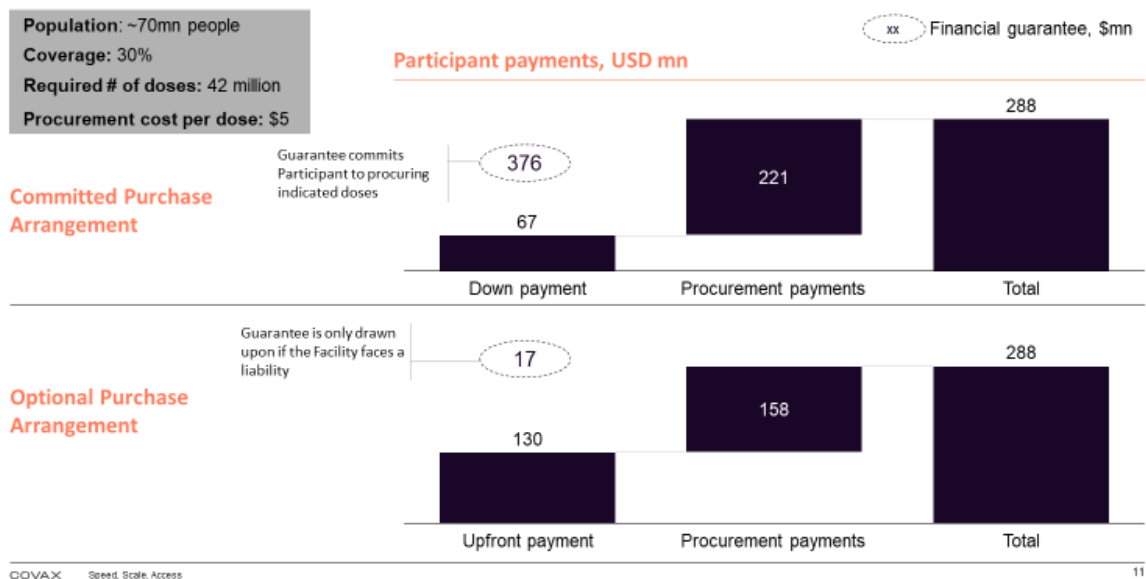 Population: ~70mn people
Coverage: 30%
Required # of doses: 42 million
Procurement cost per dose: $5
xx
Financial guarantee, $mn
Participant payments, USD mn
Committed Purchase
Arrangement
Guarantee commits
Participant to procuring
indicated doses
376
67
221
288
Down payment
Procurement payments
Total
Optional Purchase
Arrangement
Guarantee is only drawn
upon if the Facility faces a
liability
17
130
158
288
Upfront payment
Procurement payments
Total
COVAX
Speed, Scale, Access
11